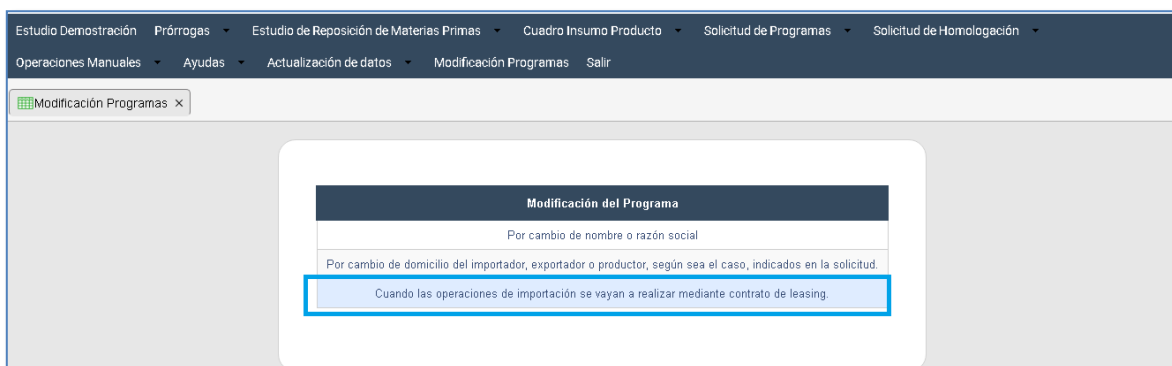 Estudio Demostración Prórrogas Estudio de Reposición de Materias Primas Cuadro Insumo Producto Solicitud de Programas Solicitud de Homologación
Operaciones Manuales Ayudas Actualización de datos Modificación Programas Salir
Modificación Programas ×
Modificación del Programa
Por cambio de nombre o razón social
Por cambio de domicilio del importador, exportador o productor, según sea el caso, indicados en la solicitud.
Cuando las operaciones de importación se vayan a realizar mediante contrato de leasing.